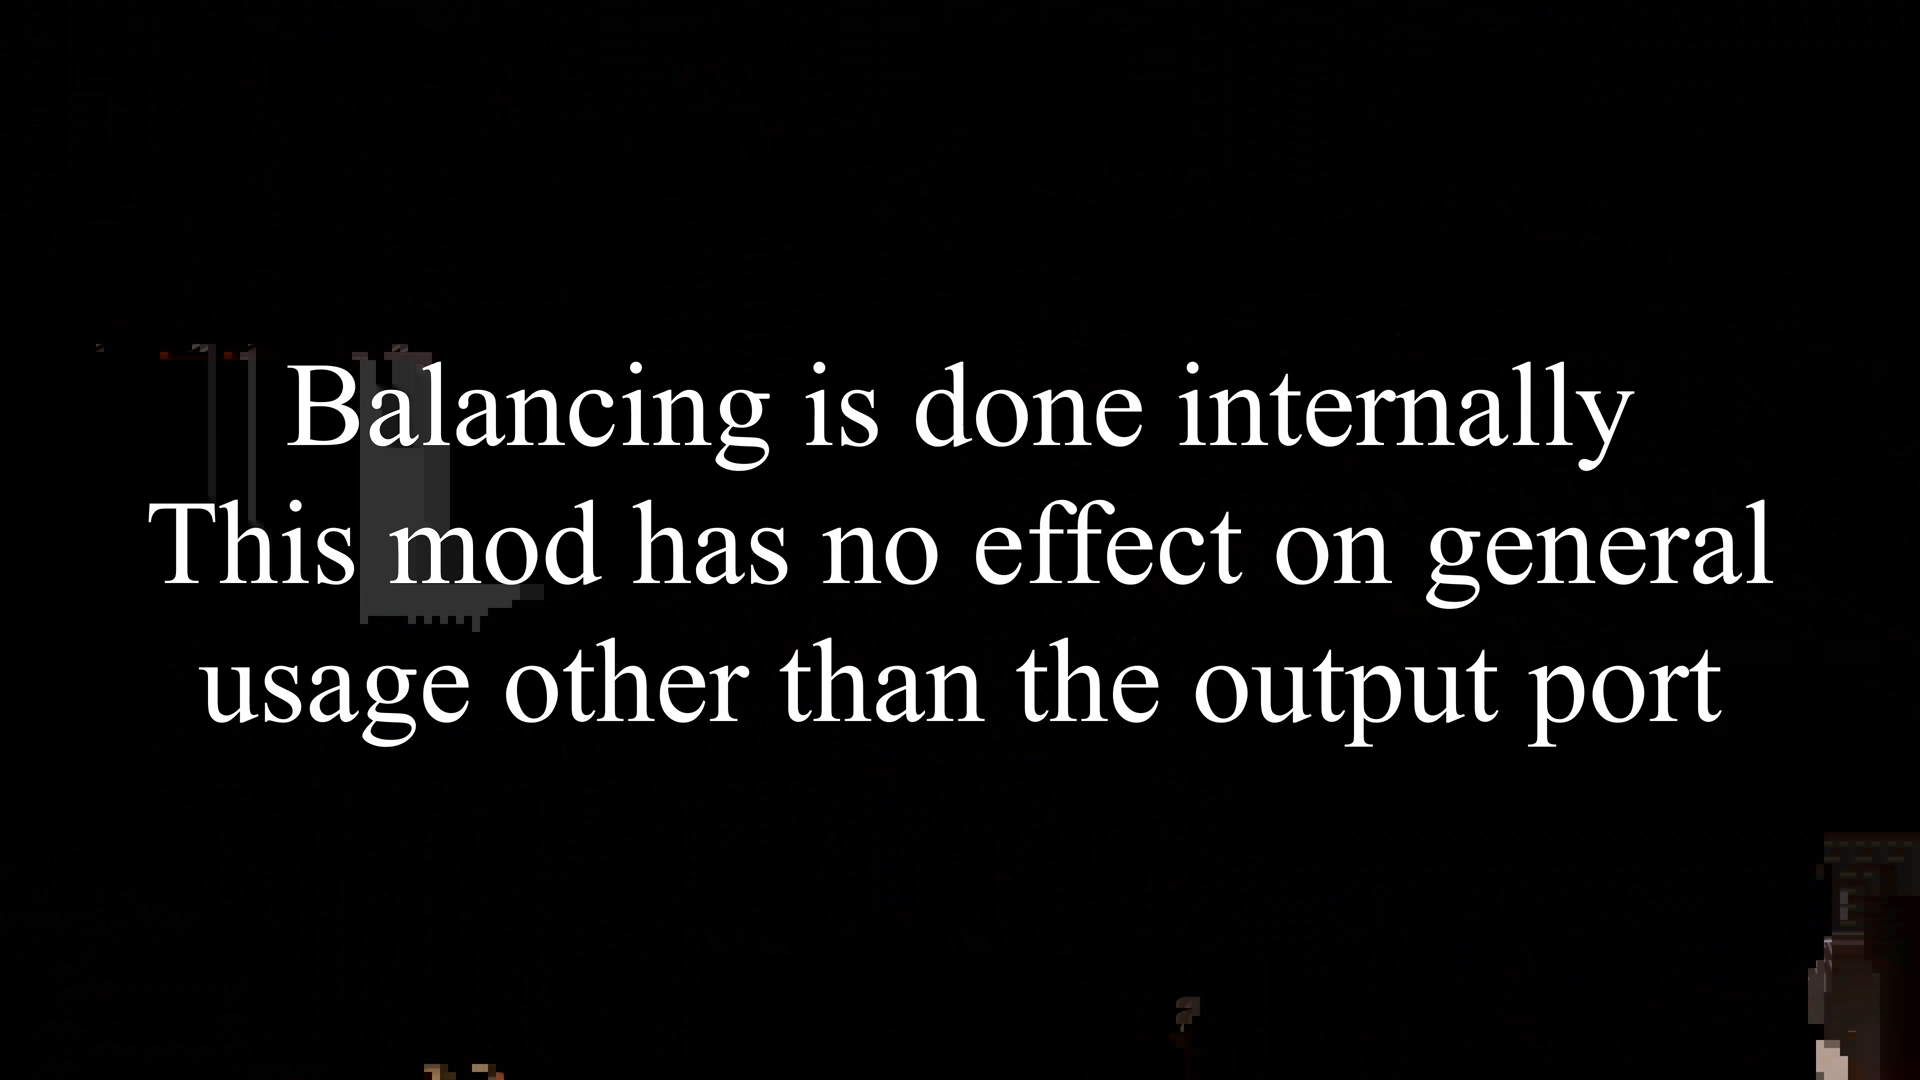 Balancing is done internally
This mod has no effect on general
usage other than the output port